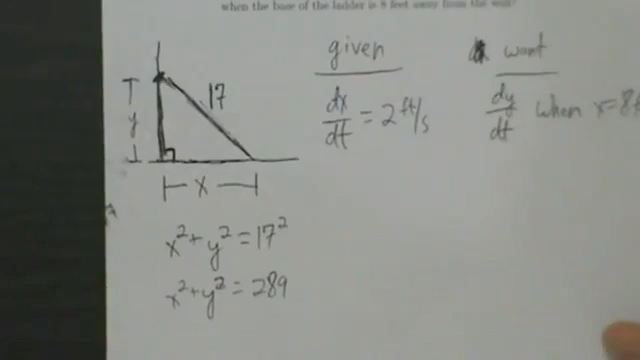 when the base of the ladder is 8 feet away from the wall?
given
want
17
y
x
dx/dt = 2 ft/s
dy/dt when x=8
x²+y²=17²
x²+y²=289